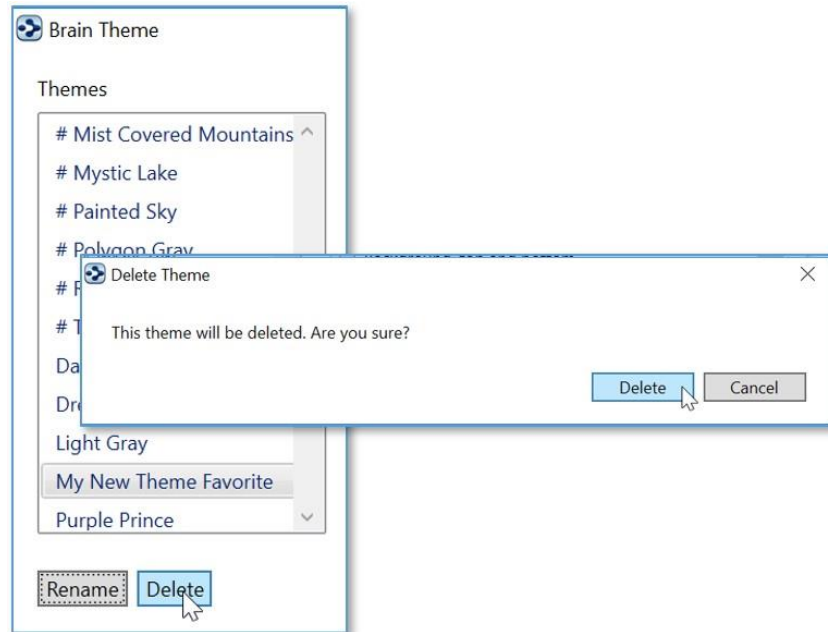 Brain Theme
Themes
# Mist Covered Mountains
# Mystic Lake
# Painted Sky
# Polygon Gray
Delete Theme
This theme will be deleted. Are you sure?
Delete Cancel
Light Gray
My New Theme Favorite
Purple Prince
Rename Delete